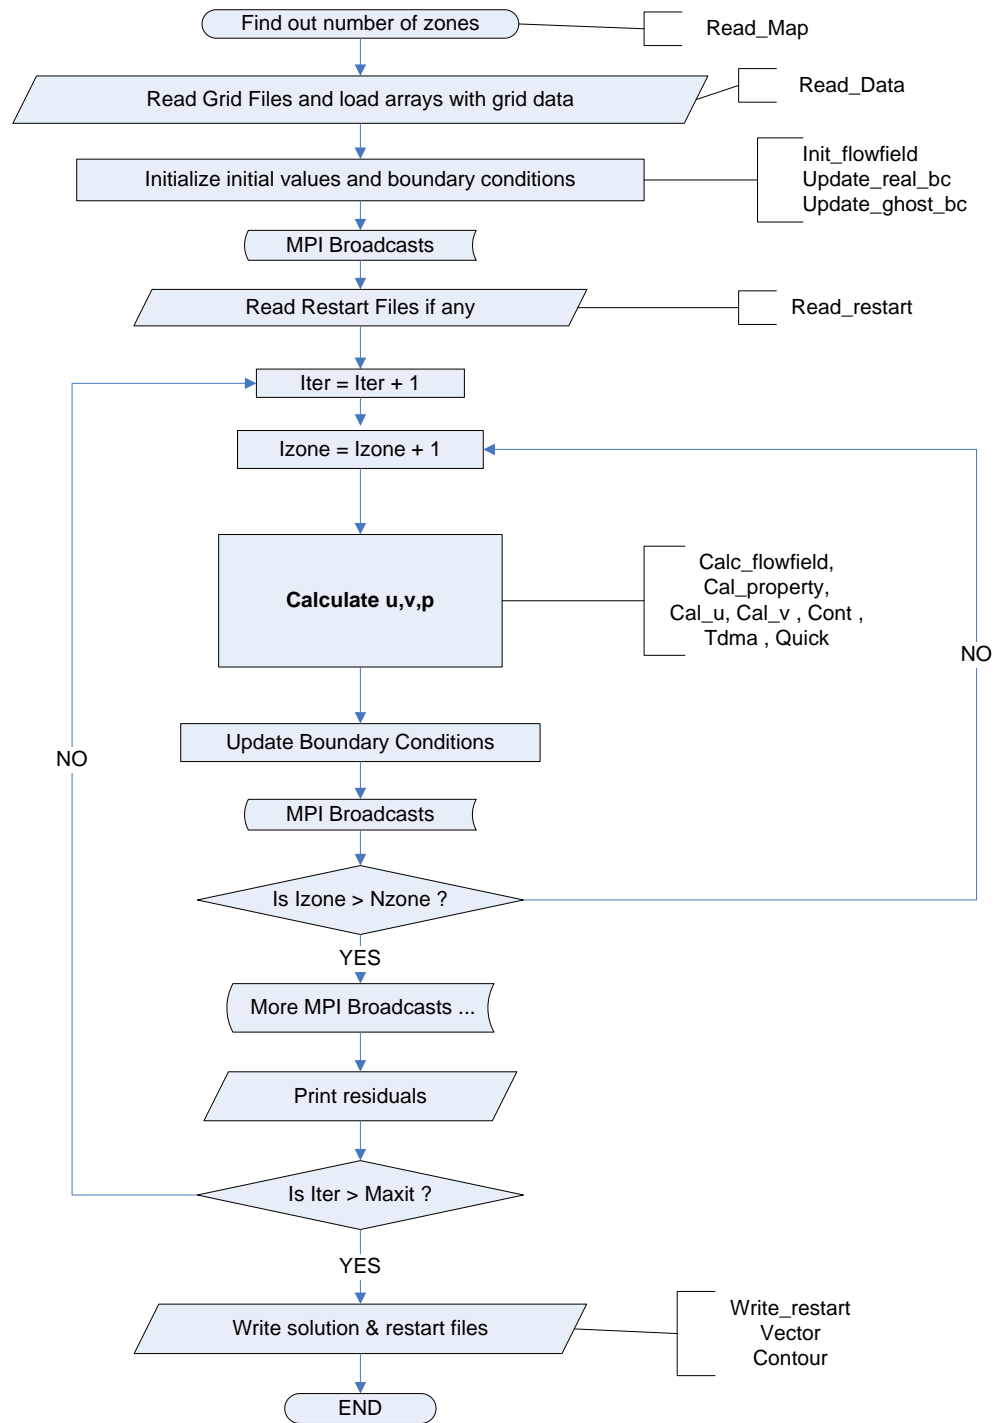 Find out number of zones
Read_Map
Read Grid Files and load arrays with grid data
Read_Data
Initialize initial values and boundary conditions
Init_flowfield
Update_real_bc
Update_ghost_bc
MPI Broadcasts
Read Restart Files if any
Read_restart
Iter = Iter + 1
Izone = Izone + 1
Calculate u,v,p
Calc_flowfield,
Cal_property,
Cal_u, Cal_v , Cont ,
Tdma , Quick
NO
Update Boundary Conditions
NO
MPI Broadcasts
Is Izone > Nzone ?
YES
More MPI Broadcasts ...
Print residuals
Is Iter > Maxit ?
YES
Write solution & restart files
Write_restart
Vector
Contour
END